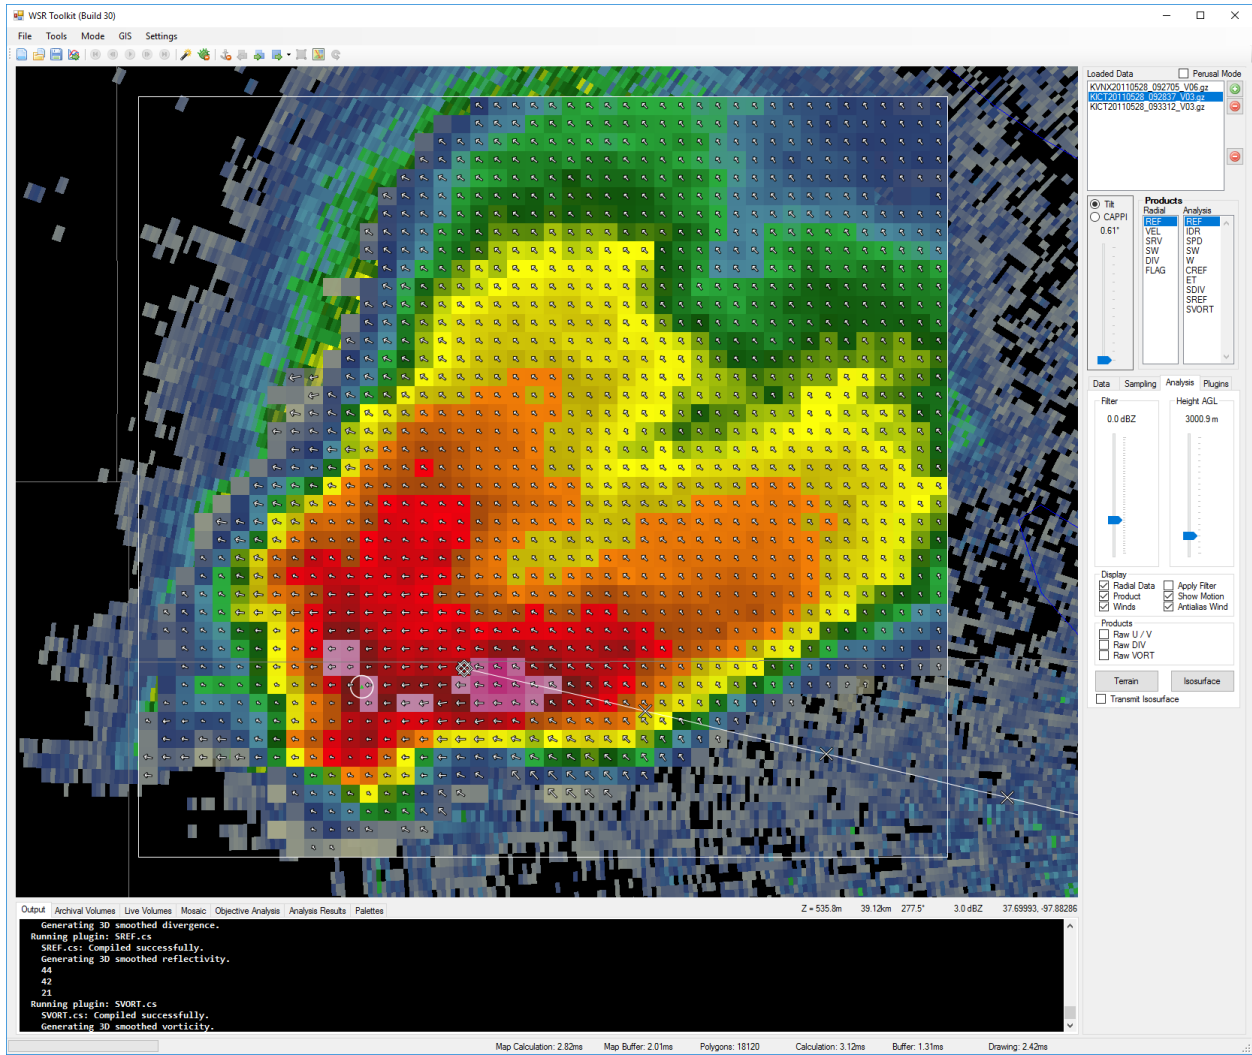 WSR Toolkit (Build 30)
File Tools Mode GIS Settings
Loaded Data Perusal Mode
KVNX20110528_092705_V06.gz
KICT20110528_092837_V03.gz
KICT20110528_093312_V03.gz
Tilt
CAPPI
0.61°
Products
Radial Analysis
REF REF
VEL IDR
SRV SPD
SW SW
DIV W
FLAG CREF
ET
SDIV
SREF
SVORT
Data Sampling Analysis Plugins
Filter Height AGL
0.0 dBZ 3000.9 m
Display
Radial Data Apply Filter
Product Show Motion
Winds Antialias Wind
Products
Raw U / V
Raw DIV
Raw VORT
Terrain Isosurface
Transmit Isosurface
Output Archival Volumes Live Volumes Mosaic Objective Analysis Analysis Results Palettes Z = 535.8m 39.12km 277.5° 3.0 dBZ 37.69993, -97.88286
Generating 3D smoothed divergence.
Running plugin: SREF.cs
SREF.cs: Compiled successfully.
Generating 3D smoothed reflectivity.
44
42
21
Running plugin: SVORT.cs
SVORT.cs: Compiled successfully.
Generating 3D smoothed vorticity.
Map Calculation: 2.82ms Map Buffer: 2.01ms Polygons: 18120 Calculation: 3.12ms Buffer: 1.31ms Drawing: 2.42ms